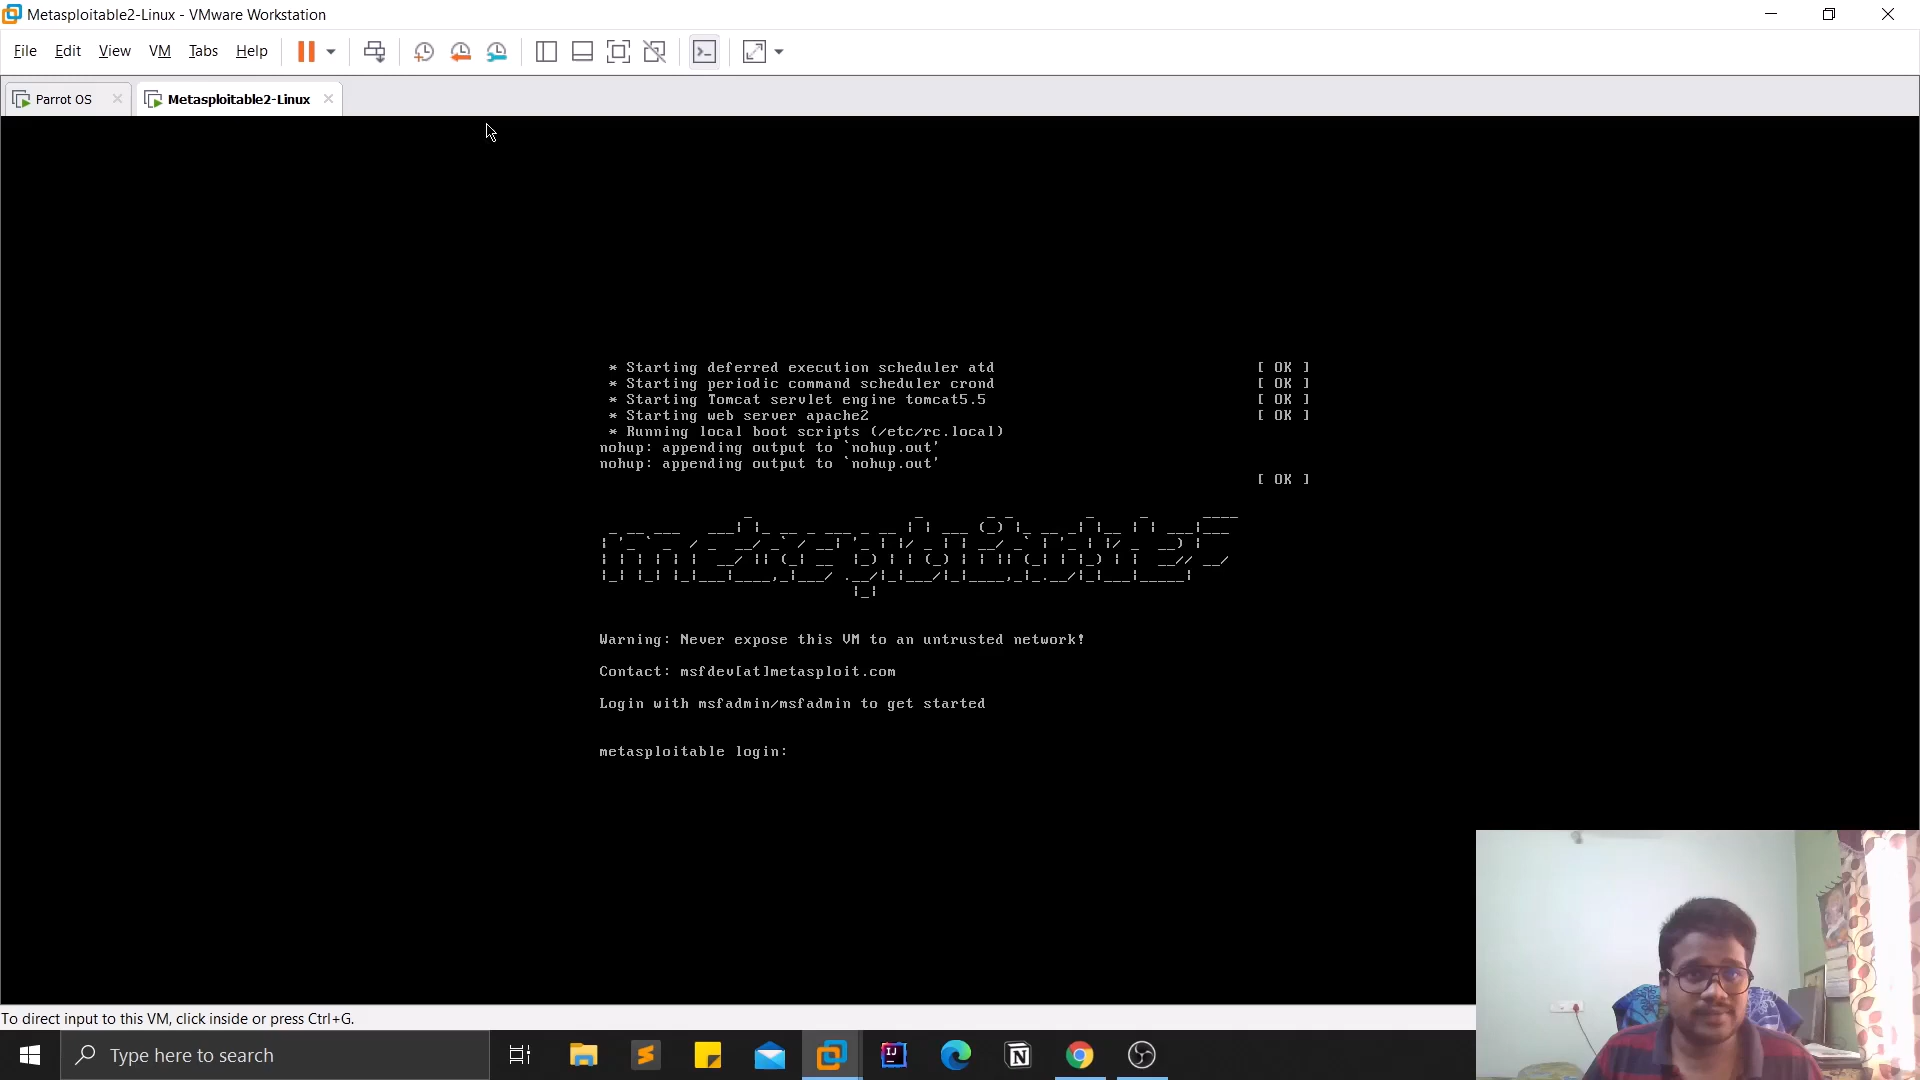 Metasploitable2-Linux - VMware Workstation
File Edit View VM Tabs Help
Parrot OS
Metasploitable2-Linux
* Starting deferred execution scheduler atd [ OK ]
* Starting periodic command scheduler crond [ OK ]
* Starting Tomcat servlet engine tomcat5.5 [ OK ]
* Starting web server apache2 [ OK ]
* Running local boot scripts (/etc/rc.local)
nohup: appending output to `nohup.out'
nohup: appending output to `nohup.out'
[ OK ]
metasploitable2
Warning: Never expose this VM to an untrusted network!
Contact: msfdev[at]metasploit.com
Login with msfadmin/msfadmin to get started
metasploitable login:
To direct input to this VM, click inside or press Ctrl+G.
Type here to search